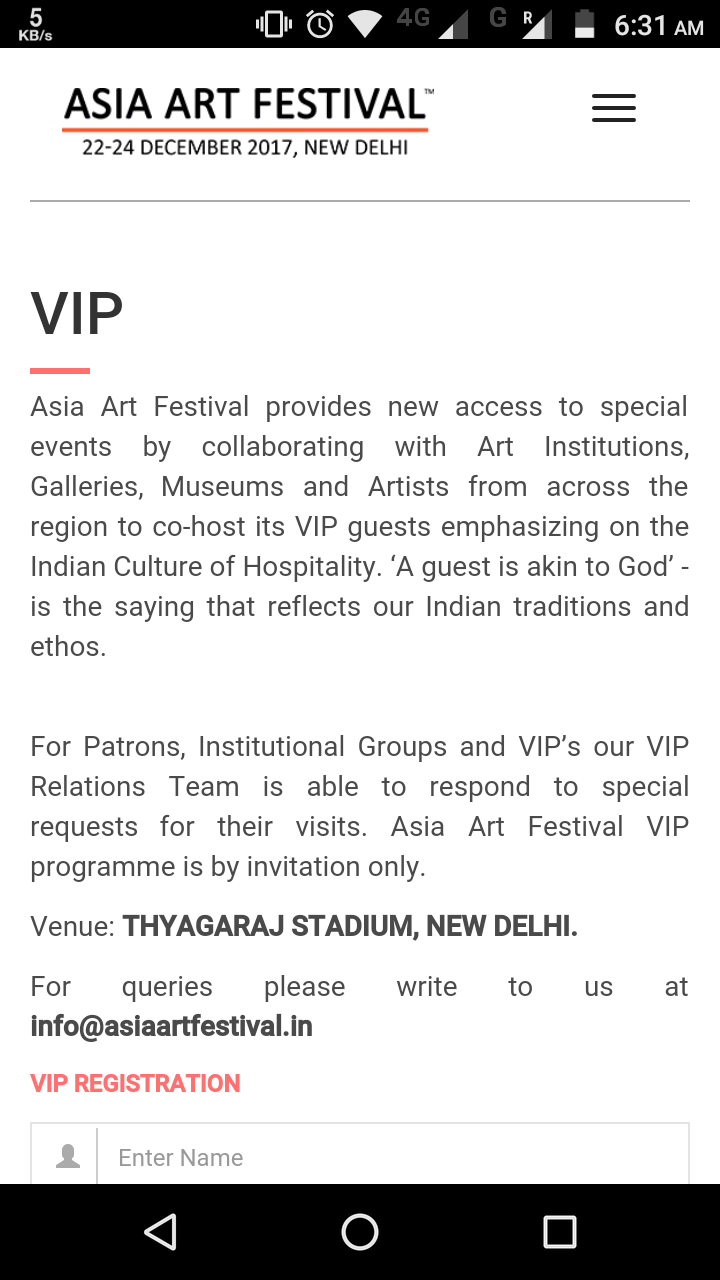 5
KB/s
4G
G
R
6:31 AM
ASIA ART FESTIVAL™
22-24 DECEMBER 2017, NEW DELHI
VIP
Asia Art Festival provides new access to special
events by collaborating with Art Institutions,
Galleries, Museums and Artists from across the
region to co-host its VIP guests emphasizing on the
Indian Culture of Hospitality. ‘A guest is akin to God’ -
is the saying that reflects our Indian traditions and
ethos.
For Patrons, Institutional Groups and VIP’s our VIP
Relations Team is able to respond to special
requests for their visits. Asia Art Festival VIP
programme is by invitation only.
Venue: THYAGARAJ STADIUM, NEW DELHI.
For queries please write to us at
info@asiaartfestival.in
VIP REGISTRATION
Enter Name